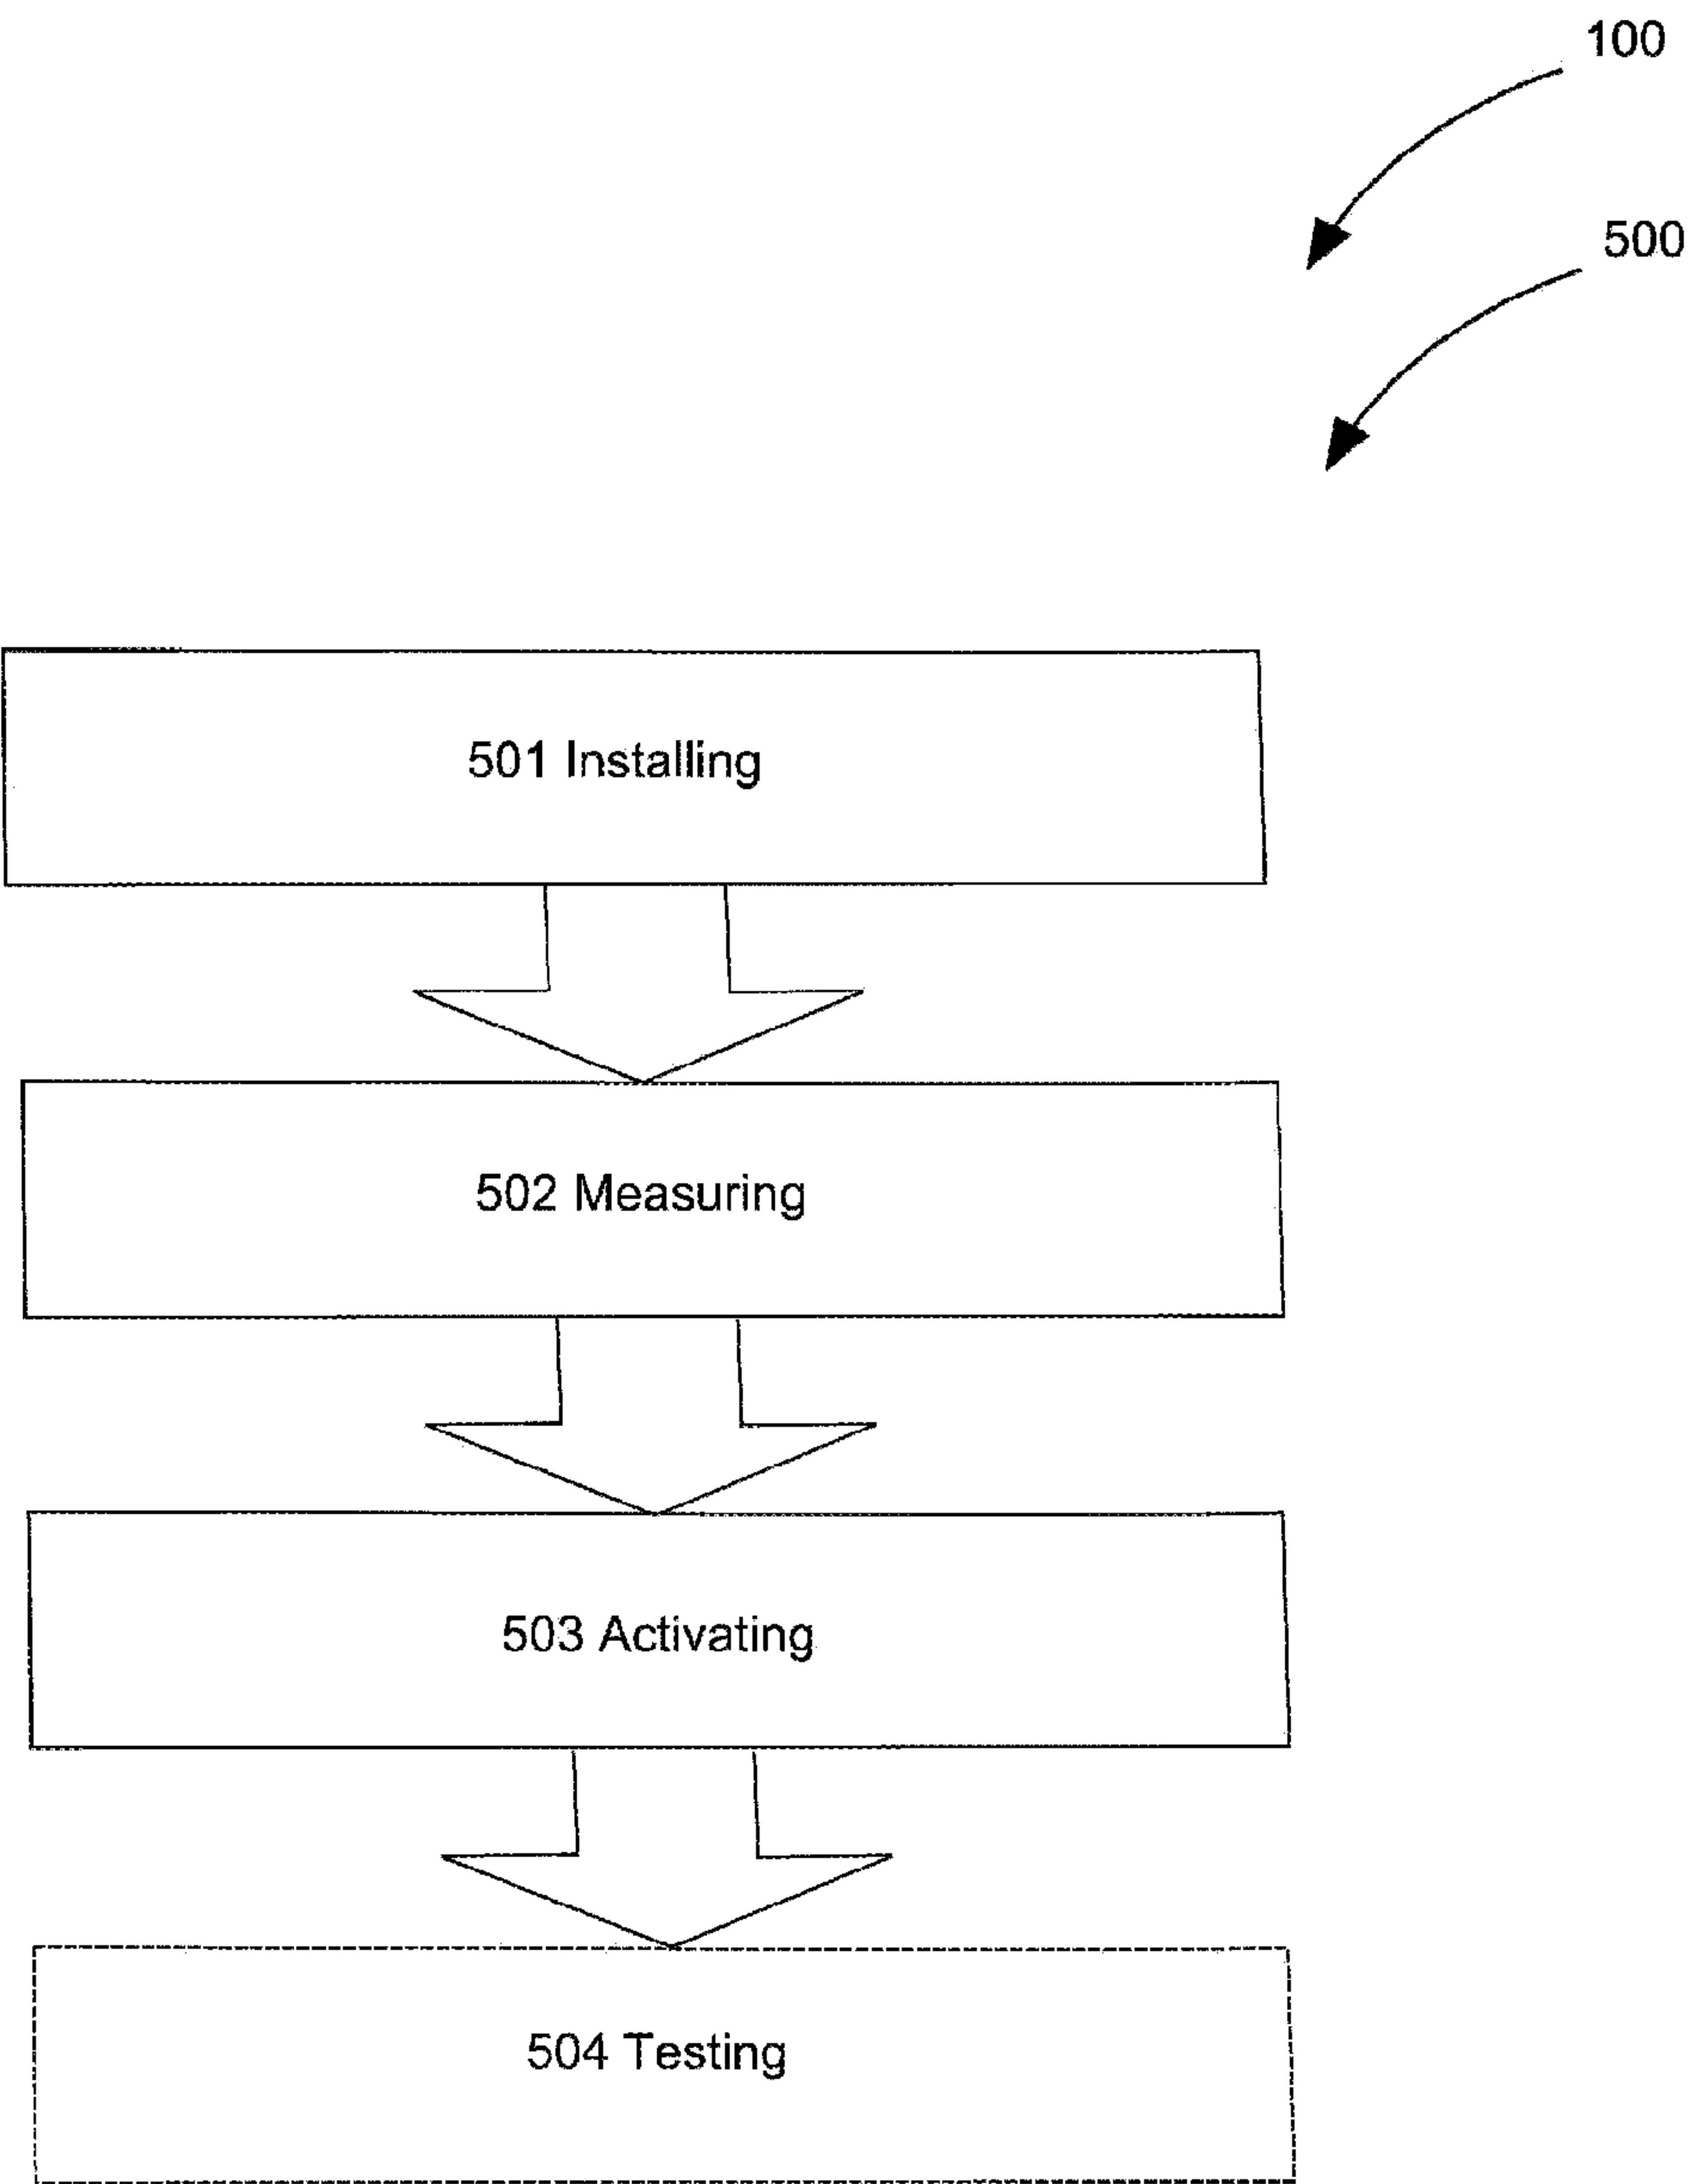 100
500
501 Installing
502 Measuring
503 Activating
504 Testing